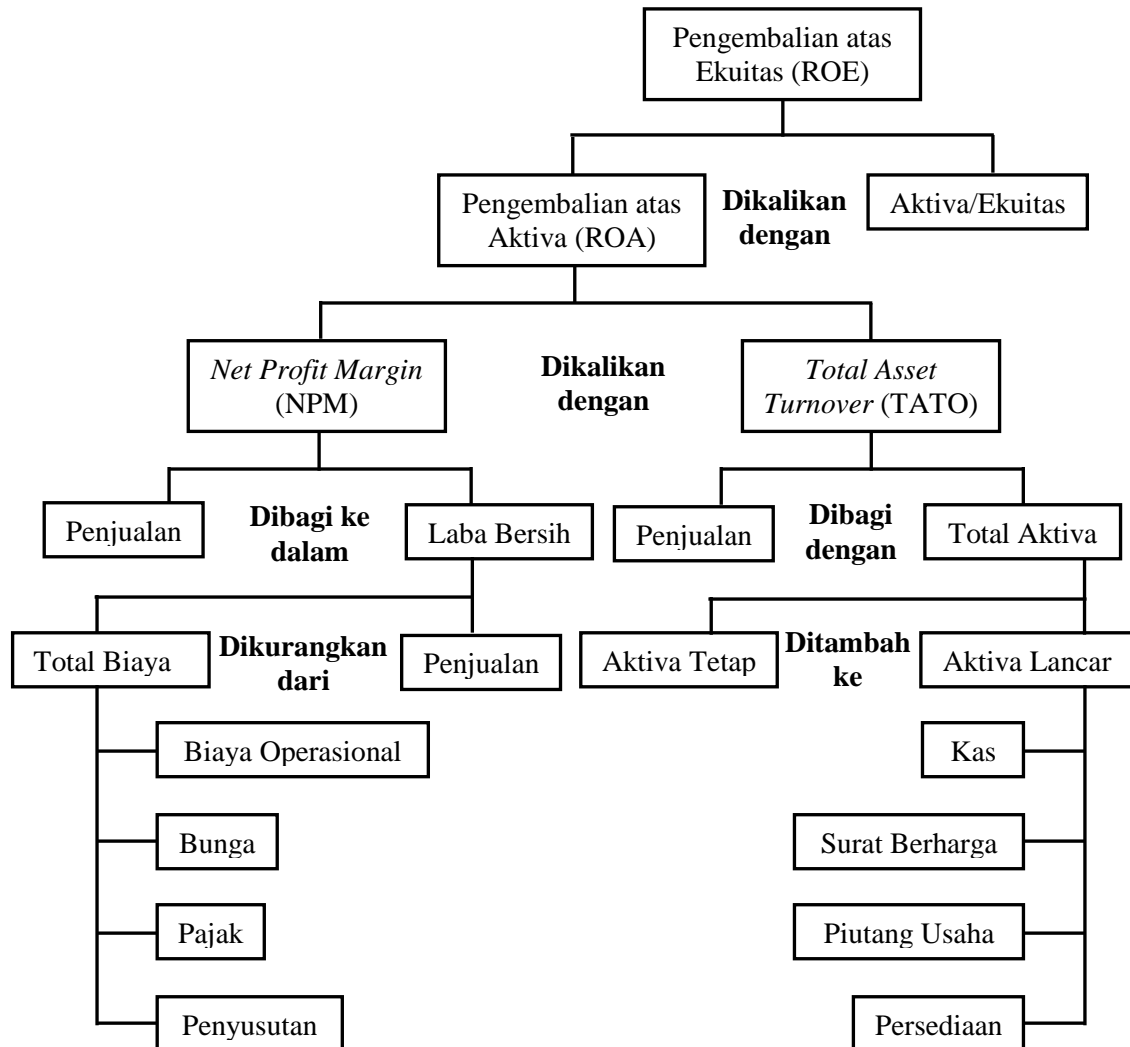 Pengembalian atas
Ekuitas (ROE)
Pengembalian atas
Aktiva (ROA)
Dikalikan
dengan
Aktiva/Ekuitas
Net Profit Margin
(NPM)
Dikalikan
dengan
Total Asset
Turnover (TATO)
Penjualan
Dibagi ke
dalam
Laba Bersih
Penjualan
Dibagi
dengan
Total Aktiva
Total Biaya
Dikurangkan
dari
Penjualan
Aktiva Tetap
Ditambah
ke
Aktiva Lancar
Biaya Operasional
Kas
Bunga
Surat Berharga
Pajak
Piutang Usaha
Penyusutan
Persediaan